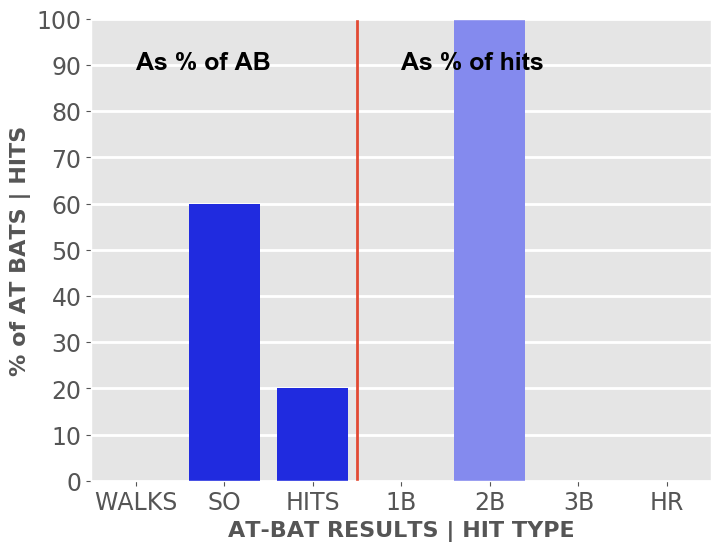 100
As % of AB
As % of hits
90
80
70
60
50
40
30
20
10
0
% of AT BATS | HITS
WALKS SO HITS 1B 2B 3B HR
AT-BAT RESULTS | HIT TYPE